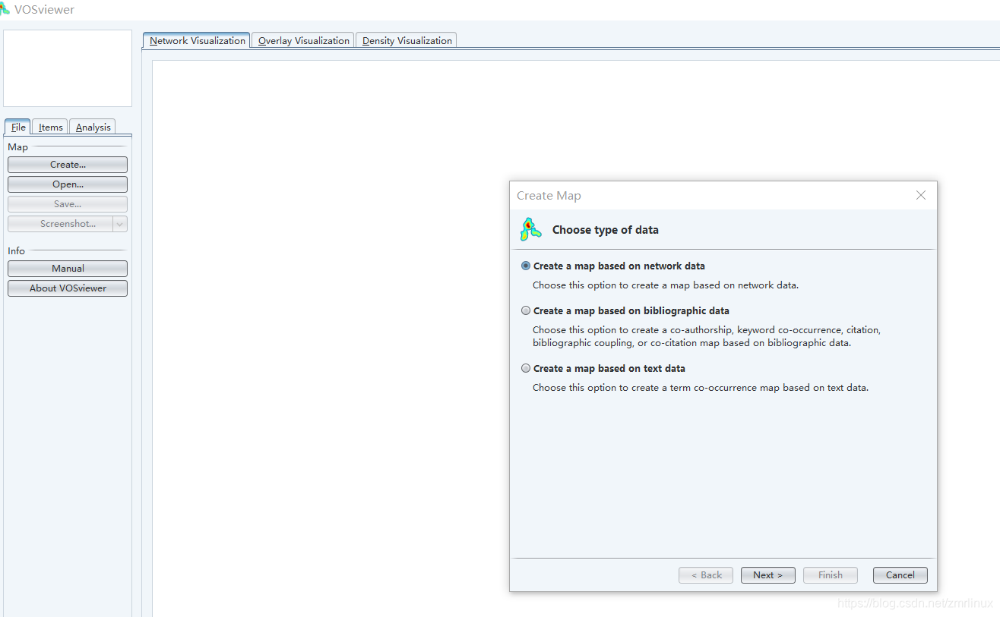 VOSviewer
Network Visualization
Overlay Visualization
Density Visualization
File
Items
Analysis
Map
Create...
Open...
Save...
Screenshot...
Info
Manual
About VOSviewer
Create Map
Choose type of data
Create a map based on network data
Choose this option to create a map based on network data.
Create a map based on bibliographic data
Choose this option to create a co-authorship, keyword co-occurrence, citation,
bibliographic coupling, or co-citation map based on bibliographic data.
Create a map based on text data
Choose this option to create a term co-occurrence map based on text data.
< Back
Next >
Finish
Cancel
https://blog.csdn.net/zmrlinux